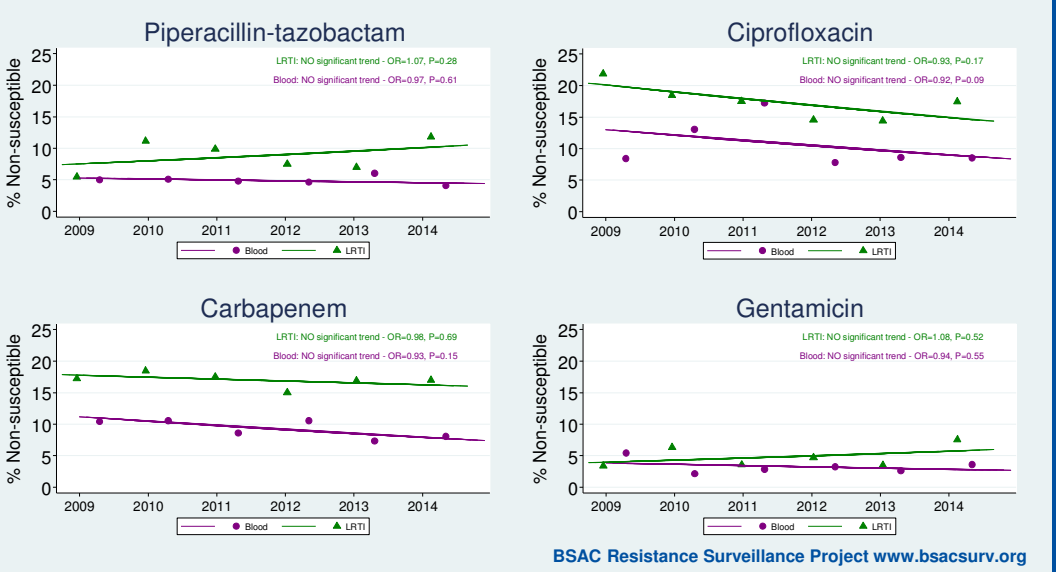 Piperacillin-tazobactam
LRTI: NO significant trend - OR=1.07, P=0.28
Blood: NO significant trend - OR=0.97, P=0.61
% Non-susceptible
25
20
15
10
5
0
2009 2010 2011 2012 2013 2014
Blood LRTI
Ciprofloxacin
LRTI: NO significant trend - OR=0.93, P=0.17
Blood: NO significant trend - OR=0.92, P=0.09
% Non-susceptible
25
20
15
10
5
0
2009 2010 2011 2012 2013 2014
Blood LRTI
Carbapenem
LRTI: NO significant trend - OR=0.98, P=0.69
Blood: NO significant trend - OR=0.93, P=0.15
% Non-susceptible
25
20
15
10
5
0
2009 2010 2011 2012 2013 2014
Blood LRTI
Gentamicin
LRTI: NO significant trend - OR=1.08, P=0.52
Blood: NO significant trend - OR=0.94, P=0.55
% Non-susceptible
25
20
15
10
5
0
2009 2010 2011 2012 2013 2014
Blood LRTI
BSAC Resistance Surveillance Project www.bsacsurv.org